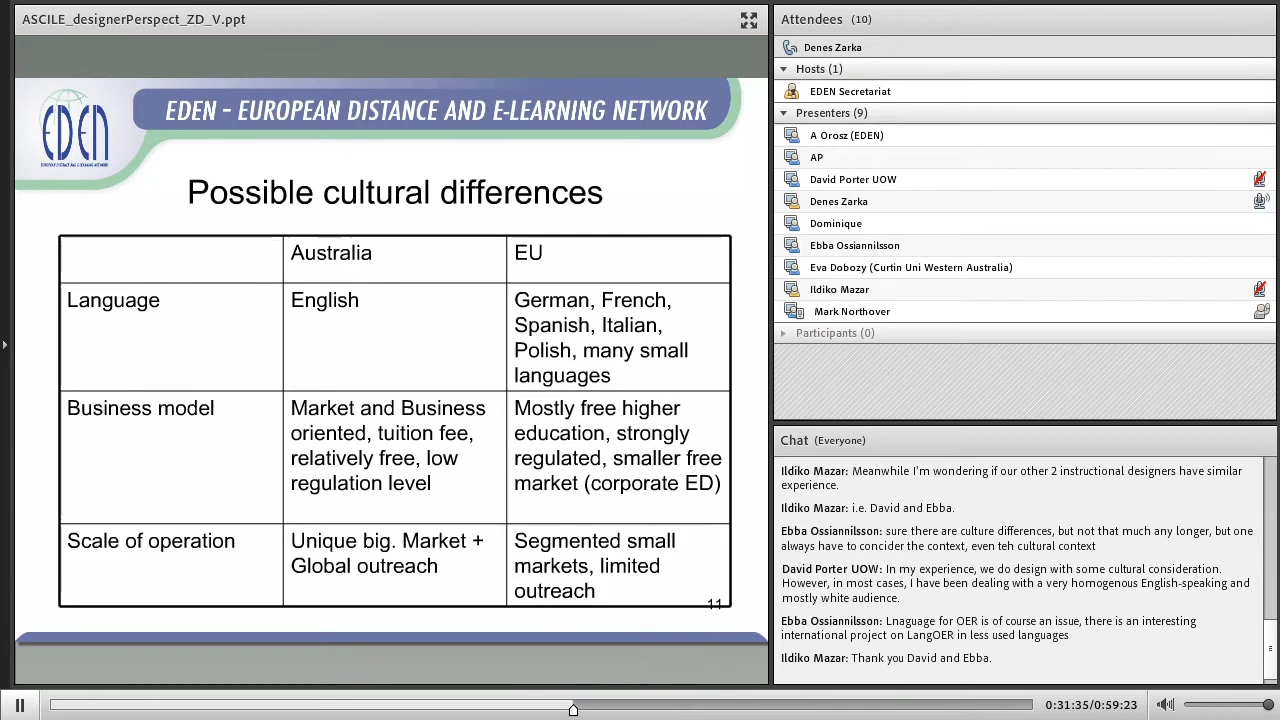 ASCILE_designerPerspect_ZD_V.ppt
EDEN
EUROPEAN DISTANCE AND E-LEARNING NETWORK
EDEN - EUROPEAN DISTANCE AND E-LEARNING NETWORK
Possible cultural differences
Australia
EU
Language
English
German, French,
Spanish, Italian,
Polish, many small
languages
Business model
Market and Business
oriented, tuition fee,
relatively free, low
regulation level
Mostly free higher
education, strongly
regulated, smaller free
market (corporate ED)
Scale of operation
Unique big. Market +
Global outreach
Segmented small
markets, limited
outreach
11
Attendees (10)
Denes Zarka
Hosts (1)
EDEN Secretariat
Presenters (9)
A Orosz (EDEN)
AP
David Porter UOW
Denes Zarka
Dominique
Ebba Ossiannilsson
Eva Dobozy (Curtin Uni Western Australia)
Ildiko Mazar
Mark Northover
Participants (0)
Chat (Everyone)
Ildiko Mazar: Meanwhile I'm wondering if our other 2 instructional designers have similar
experience.
Ildiko Mazar: i.e. David and Ebba.
Ebba Ossiannilsson: sure there are culture differences, but not that much any longer, but one
always have to concider the context, even teh cultural context
David Porter UOW: In my experience, we do design with some cultural consideration.
However, in most cases, I have been dealing with a very homogenous English-speaking and
mostly white audience.
Ebba Ossiannilsson: Lnaguage for OER is of course an issue, there is an interesting
international project on LangOER in less used languages
Ildiko Mazar: Thank you David and Ebba.
0:31:35/0:59:23